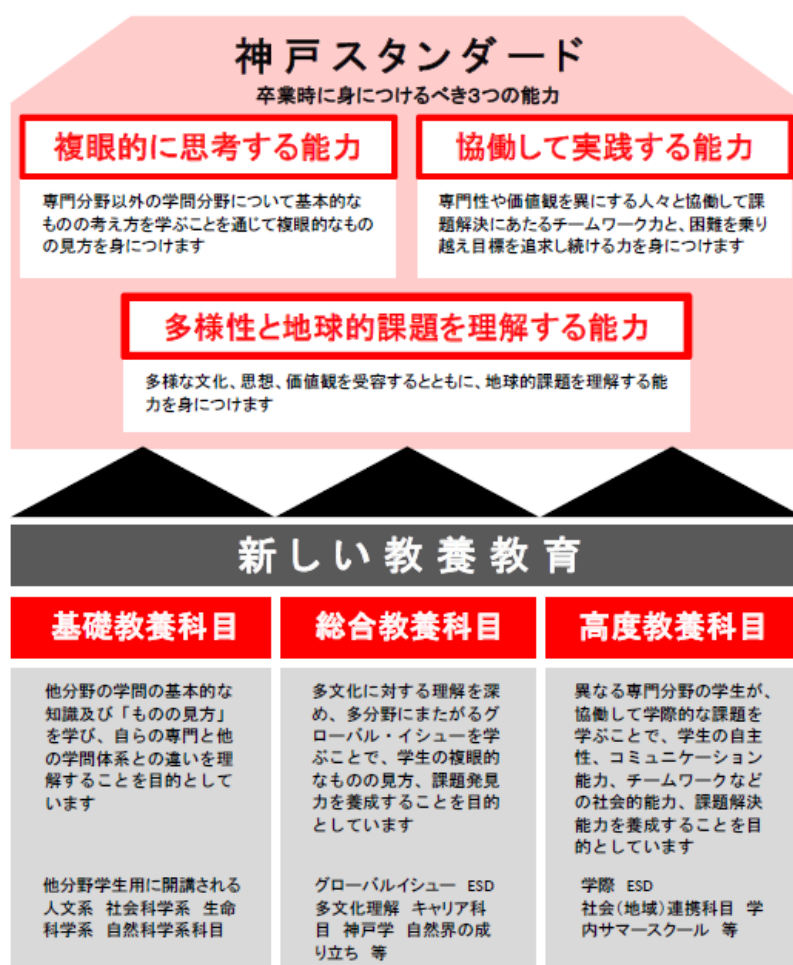 神戸スタンダード
卒業時に身につけるべき3つの能力
複眼的に思考する能力
専門分野以外の学問分野について基本的な
ものの考え方を学ぶことを通じて複眼的なもの
の見方を身につけます
協働して実践する能力
専門性や価値観を異にする人々と協働して課
題解決にあたるチームワーク力と、困難を乗り
越え目標を追求し続ける力を身につけます
多様性と地球的課題を理解する能力
多様な文化、思想、価値観を受容するとともに、地球的課題を理解する能
力を身につけます
新しい教養教育
基礎教養科目
他分野の学問の基本的な
知識及び「ものの見方」
を学び、自らの専門と他
の学問体系との違いを理
解することを目的として
います
他分野学生用に開講される
人文系 社会科学系 生命
科学系 自然科学系科目
総合教養科目
多文化に対する理解を深
め、多分野にまたがるグ
ローバル・イシューを学
ぶことで、学生の複眼的
なものの見方、課題発見
力を養成することを目的
としています
グローバルイシュー ESD
多文化理解 キャリア科
目 神戸学 自然界の成
り立ち 等
高度教養科目
異なる専門分野の学生が、
協働して学際的な課題を
学ぶことで、学生の自主
性、コミュニケーション
能力、チームワークなど
の社会的能力、課題解決
能力を養成することを目
的としています
学際 ESD
社会(地域)連携科目 学
内サマースクール 等